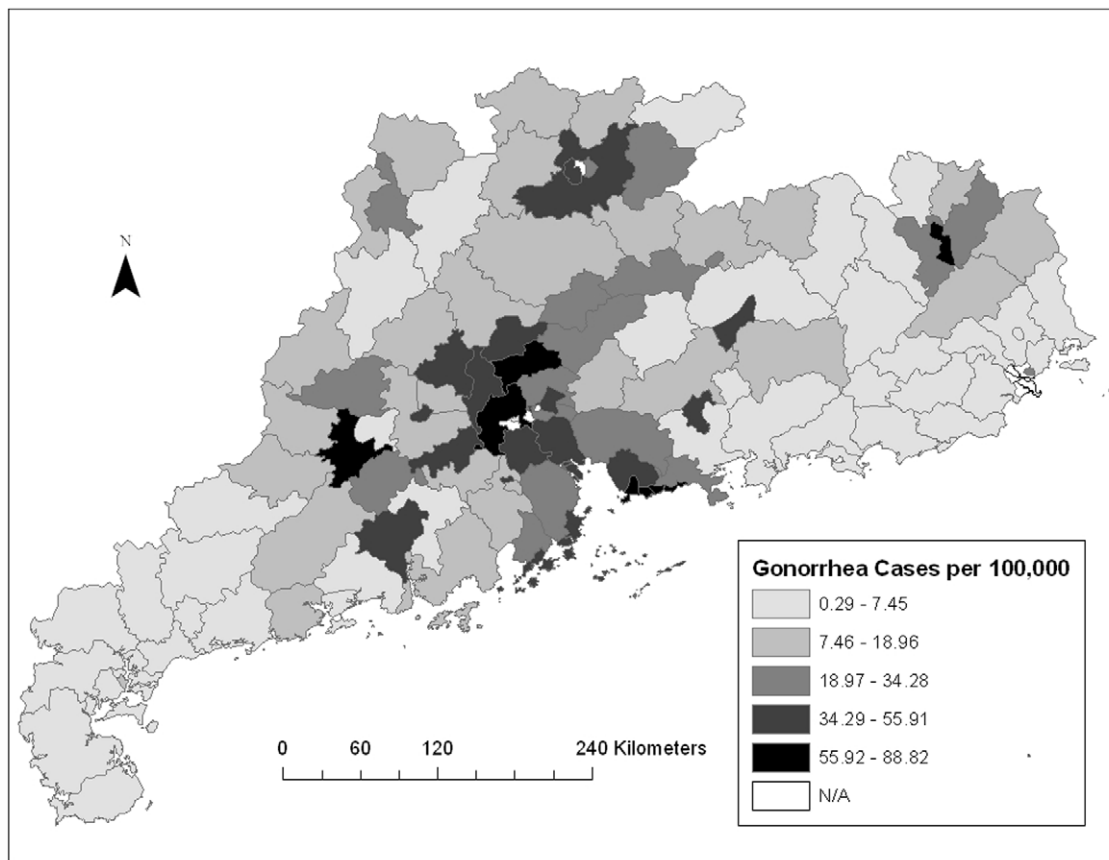 N
Gonorrhea Cases per 100,000
0.29 - 7.45
7.46 - 18.96
18.97 - 34.28
34.29 - 55.91
55.92 - 88.82
N/A
0 60 120 240 Kilometers